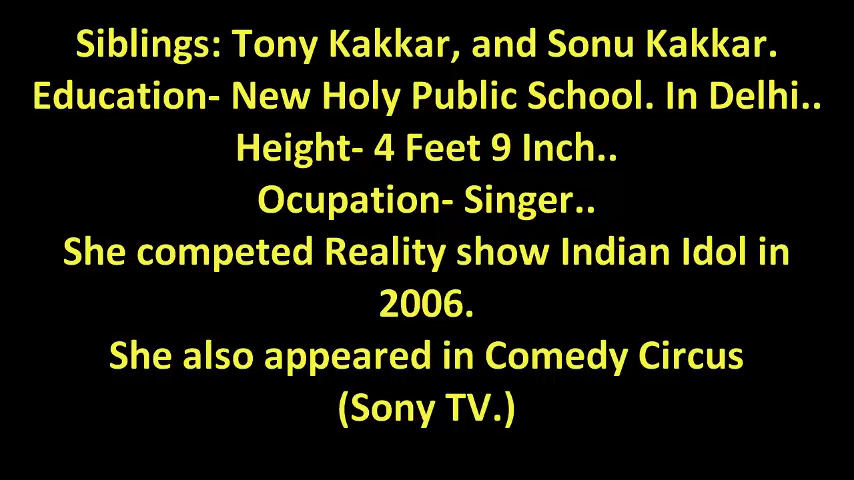 Siblings: Tony Kakkar, and Sonu Kakkar.
Education- New Holy Public School. In Delhi..
Height- 4 Feet 9 Inch..
Ocupation- Singer..
She competed Reality show Indian Idol in
2006.
She also appeared in Comedy Circus
(Sony TV.)